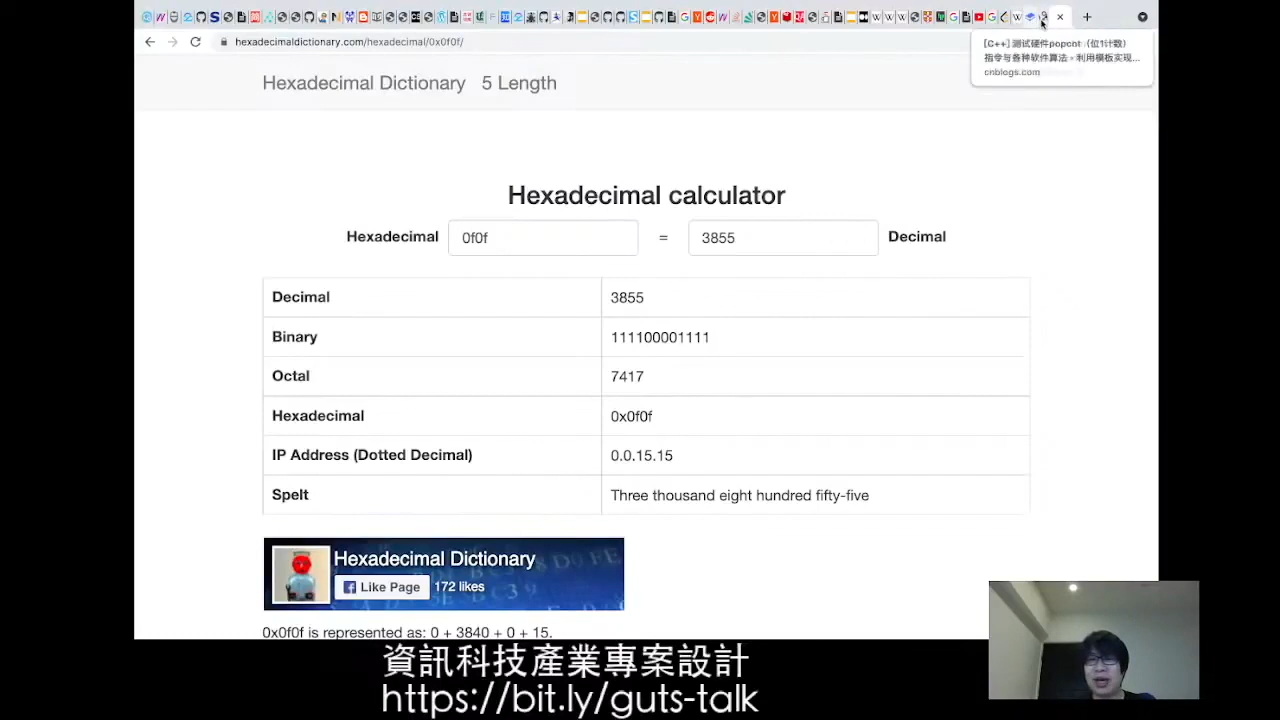 hexadecimaldictionary.com/hexadecimal/0x0f0f/
[C++] 测试硬件popcnt（位1计数）
指令与各种软件算法，利用模板实现...
cnblogs.com
Hexadecimal Dictionary 5 Length
Hexadecimal calculator
Hexadecimal 0f0f = 3855 Decimal
Decimal 3855
Binary 111100001111
Octal 7417
Hexadecimal 0x0f0f
IP Address (Dotted Decimal) 0.0.15.15
Spelt Three thousand eight hundred fifty-five
Hexadecimal Dictionary
Like Page 172 likes
0x0f0f is represented as: 0 + 3840 + 0 + 15.
資訊科技產業專案設計
https://bit.ly/guts-talk